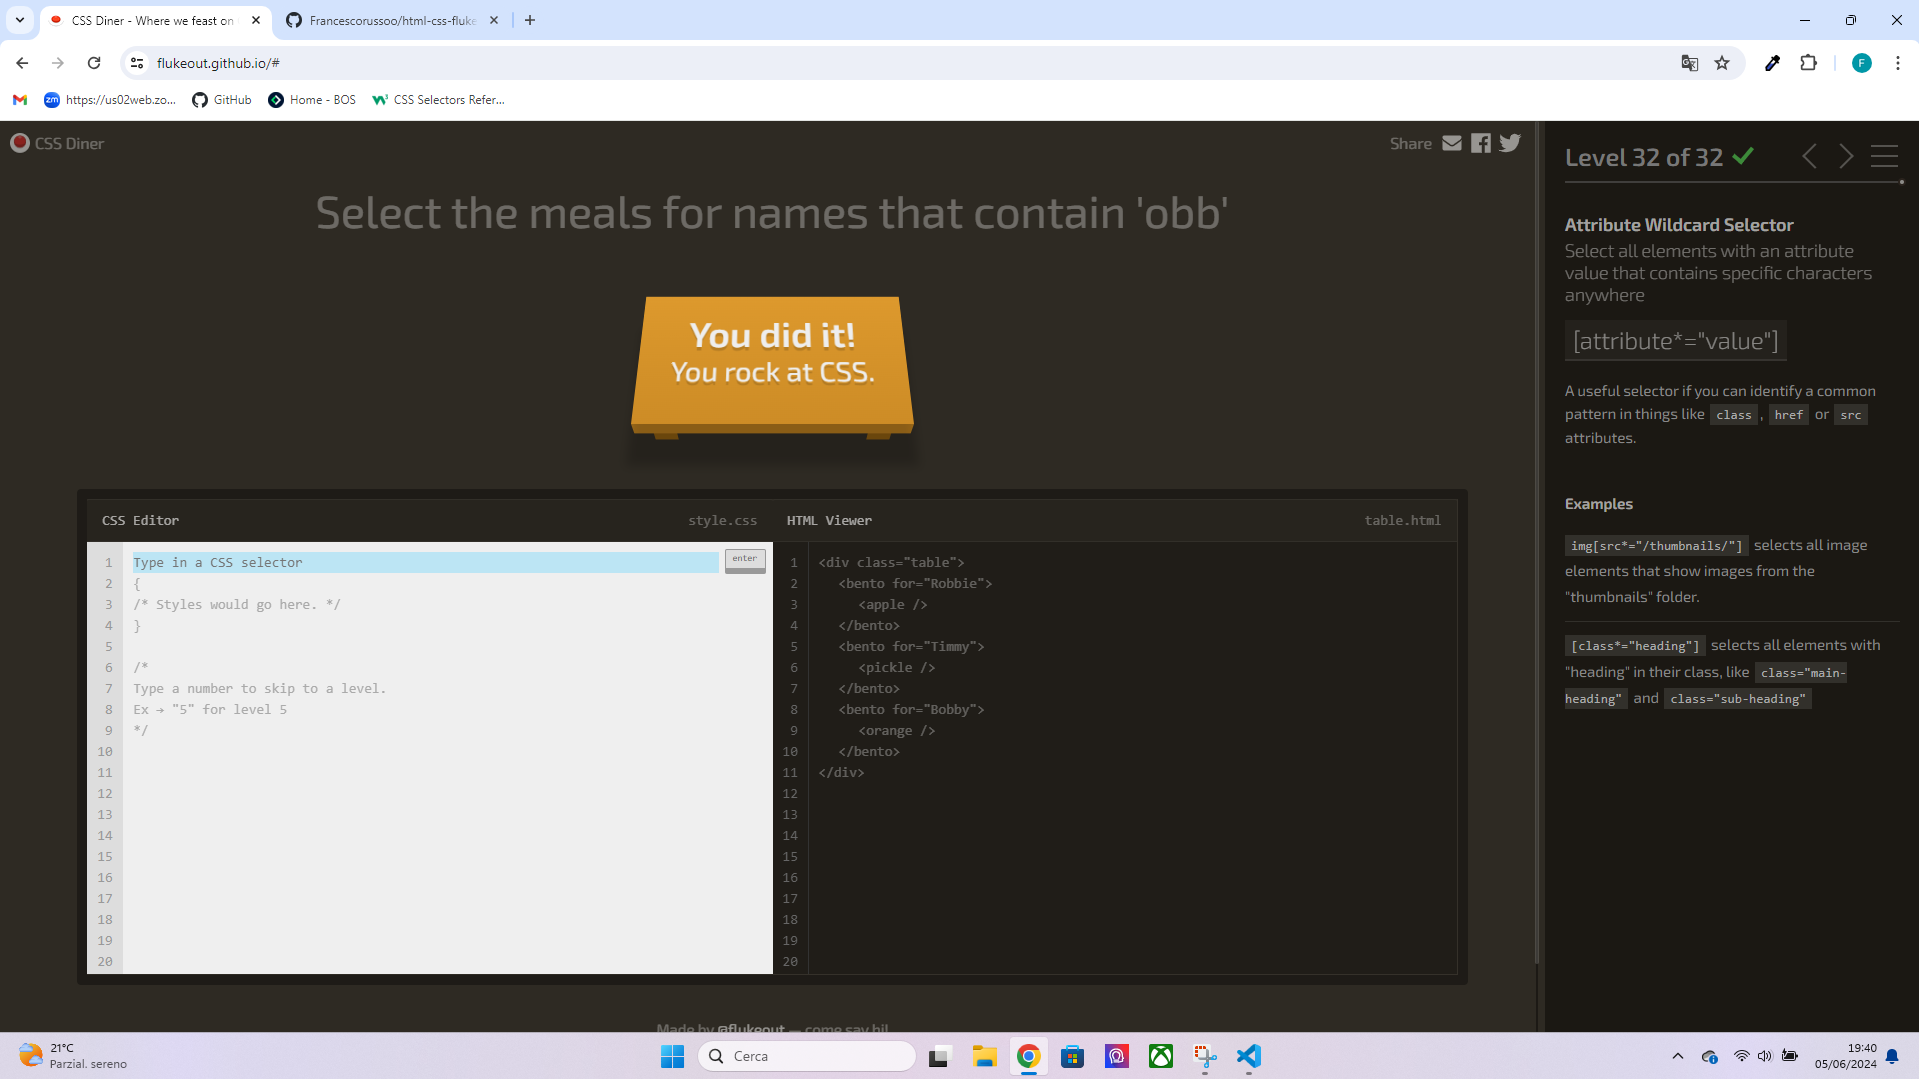 CSS Diner - Where we feast on
Francescorussoo/html-css-fluke
flukeout.github.io/#
F
zm https://us02web.zo...
GitHub
Home - BOS
CSS Selectors Refer...
CSS Diner
Share
Select the meals for names that contain 'obb'
You did it!
You rock at CSS.
CSS Editor
style.css
1 Type in a CSS selector
enter
2 {
3 /* Styles would go here. */
4 }
5
6 /*
7 Type a number to skip to a level.
8 Ex → "5" for level 5
9 */
10
11
12
13
14
15
16
17
18
19
20
HTML Viewer
table.html
1 <div class="table">
2 <bento for="Robbie">
3 <apple />
4 </bento>
5 <bento for="Timmy">
6 <pickle />
7 </bento>
8 <bento for="Bobby">
9 <orange />
10 </bento>
11 </div>
12
13
14
15
16
17
18
19
20
Made by @flukeout — come say hi!
Level 32 of 32
Attribute Wildcard Selector
Select all elements with an attribute
value that contains specific characters
anywhere
[attribute*="value"]
A useful selector if you can identify a common
pattern in things like class , href or src
attributes.
Examples
img[src*="/thumbnails/"] selects all image
elements that show images from the
"thumbnails" folder.
[class*="heading"] selects all elements with
"heading" in their class, like class="main-
heading" and class="sub-heading"
21°C
Parzial. sereno
Cerca
19:40
05/06/2024